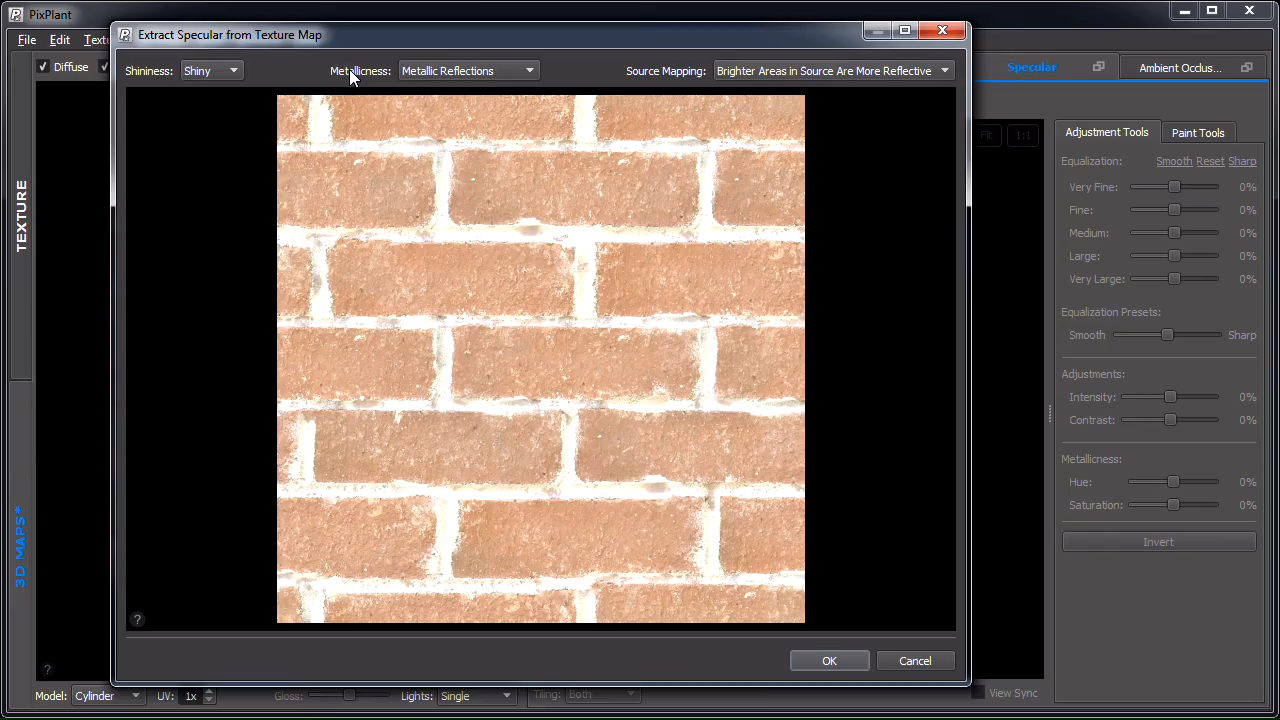 PixPlant
File Edit Textu
Extract Specular from Texture Map
Diffuse
Shininess: Shiny
Metallicness: Metallic Reflections
Source Mapping: Brighter Areas in Source Are More Reflective
Specular
Ambient Occlus...
Fit 1:1
TEXTURE
3D MAPS*
Adjustment Tools Paint Tools
Equalization: Smooth Reset Sharp
Very Fine: 0%
Fine: 0%
Medium: 0%
Large: 0%
Very Large: 0%
Equalization Presets:
Smooth Sharp
Adjustments:
Intensity: 0%
Contrast: 0%
Metallicness:
Hue: 0%
Saturation: 0%
Invert
?
OK Cancel
?
Model: Cylinder UV: 1x Gloss: Lights: Single Tiling: Both View Sync